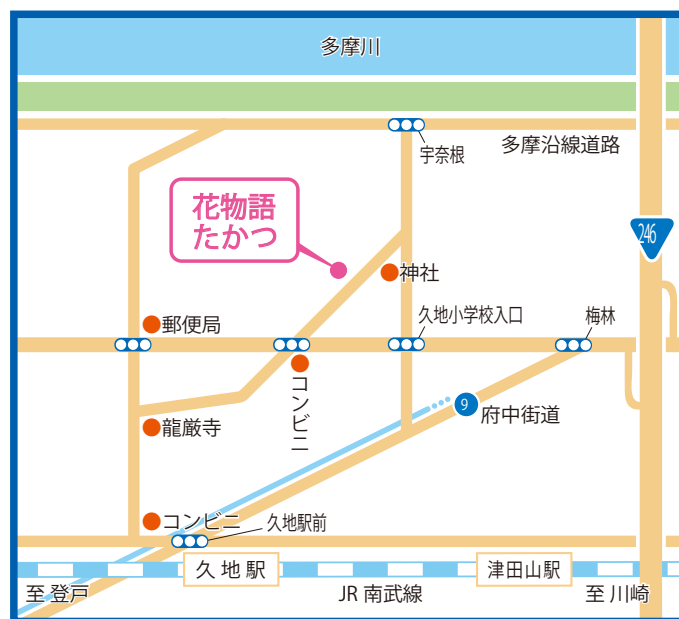 多摩川
宇奈根
多摩沿線道路
花物語
たかつ
246
神社
郵便局
久地小学校入口
梅林
コンビニ
9
府中街道
龍厳寺
コンビニ
久地駅前
久地駅
津田山駅
至 登戸
JR 南武線
至 川崎